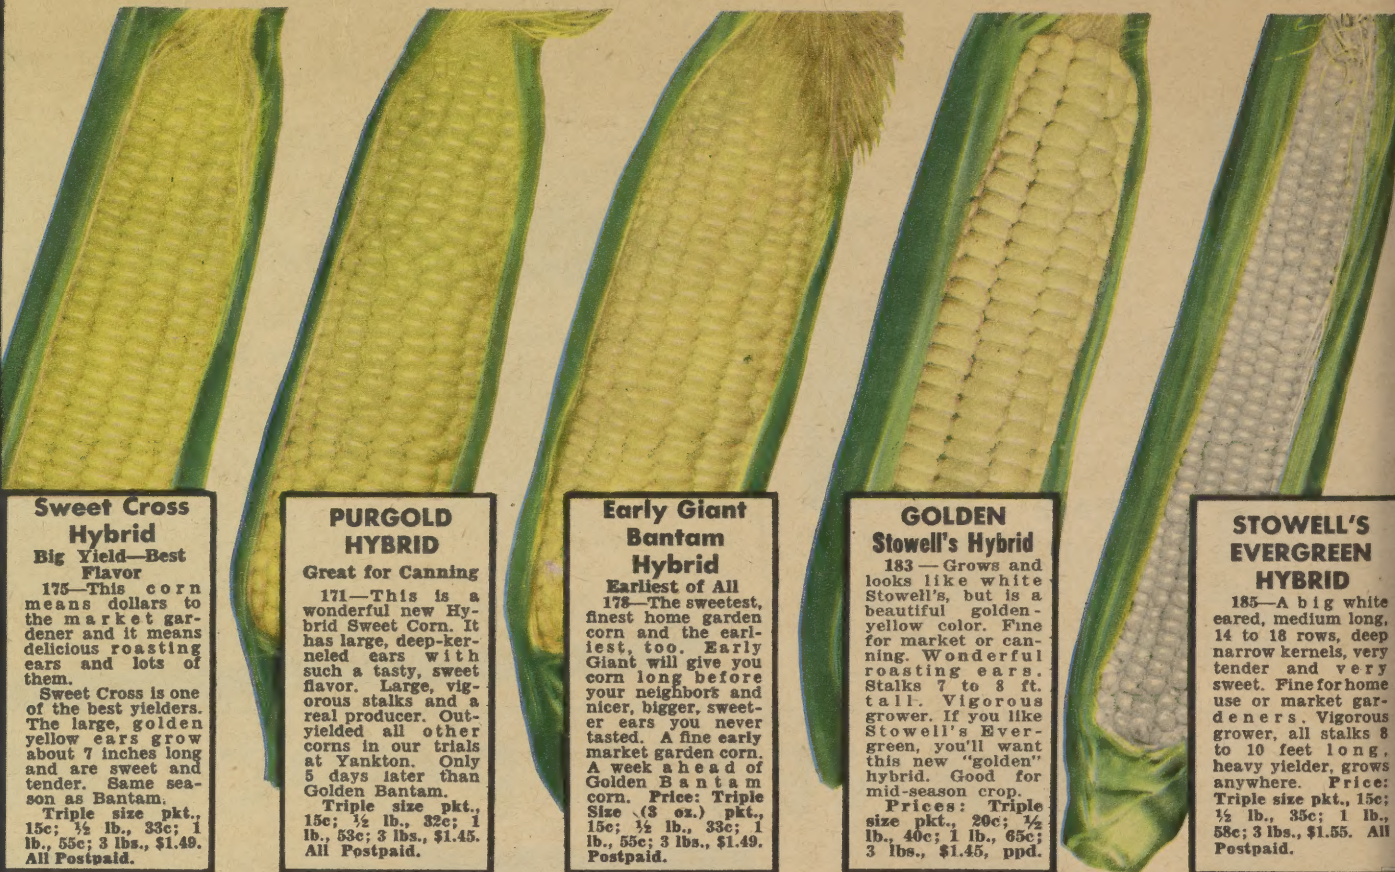 Sweet Cross
Hybrid
Big Yield—Best
Flavor
175—This corn
means dollars to
the market gar-
dener and it means
delicious roasting
ears and lots of
them.
Sweet Cross is one
of the best yielders.
The large, golden
yellow ears grow
about 7 inches long
and are sweet and
tender. Same sea-
son as Bantam.
Triple size pkt.,
15c; ½ lb., 33c; 1
lb., 55c; 3 lbs., $1.49.
All Postpaid.
PURGOLD
HYBRID
Great for Canning
171—This is a
wonderful new Hy-
brid Sweet Corn. It
has large, deep-ker-
neled ears with
such a tasty, sweet
flavor. Large, vig-
orous stalks and a
real producer. Out-
yielded all other
corns in our trials
at Yankton. Only
5 days later than
Golden Bantam.
Triple size pkt.,
15c; ½ lb., 32c; 1
lb., 53c; 3 lbs., $1.45.
All Postpaid.
Early Giant
Bantam
Hybrid
Earliest of All
178—The sweetest,
finest home garden
corn and the earl-
iest, too. Early
Giant will give you
corn long before
your neighbors and
nicer, bigger, sweet-
er ears you never
tasted. A fine early
market garden corn.
A week ahead of
Golden Bantam
corn. Price: Triple
Size (3 oz.) pkt.,
15c; ½ lb., 33c; 1
lb., 55c; 3 lbs., $1.49.
Postpaid.
GOLDEN
Stowell's Hybrid
183—Grows and
looks like white
Stowell's, but is a
beautiful golden-
yellow color. Fine
for market or can-
ning. Wonderful
roasting ears.
Stalks 7 to 8 ft.
tall. Vigorous
grower. If you like
Stowell's Ever-
green, you'll want
this new "golden"
hybrid. Good for
mid-season crop.
Prices: Triple
size pkt., 20c; ½
lb., 40c; 1 lb., 65c;
3 lbs., $1.45, ppd.
STOWELL'S
EVERGREEN
HYBRID
185—A big white
eared, medium long,
14 to 18 rows, deep
narrow kernels, very
tender and very
sweet. Fine for home
use or market gar-
deners. Vigorous
grower, all stalks 8
to 10 feet long,
heavy yielder, grows
anywhere. Price:
Triple size pkt., 15c;
½ lb., 35c; 1 lb.,
58c; 3 lbs., $1.55. All
Postpaid.